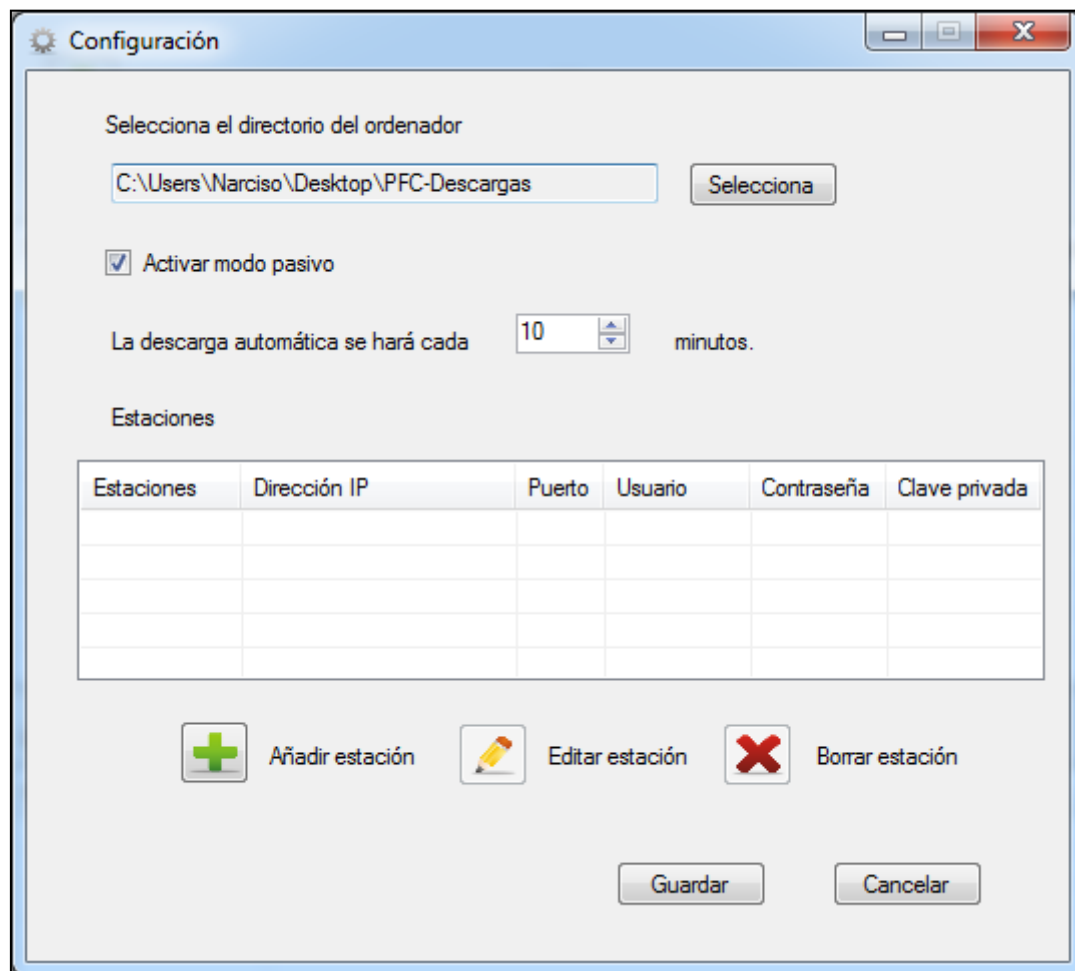 Configuración
Selecciona el directorio del ordenador
C:\Users\Narciso\Desktop\PFC-Descargas
Selecciona
Activar modo pasivo
La descarga automática se hará cada 10 minutos.
Estaciones
Estaciones Dirección IP Puerto Usuario Contraseña Clave privada
Añadir estación Editar estación Borrar estación
Guardar Cancelar